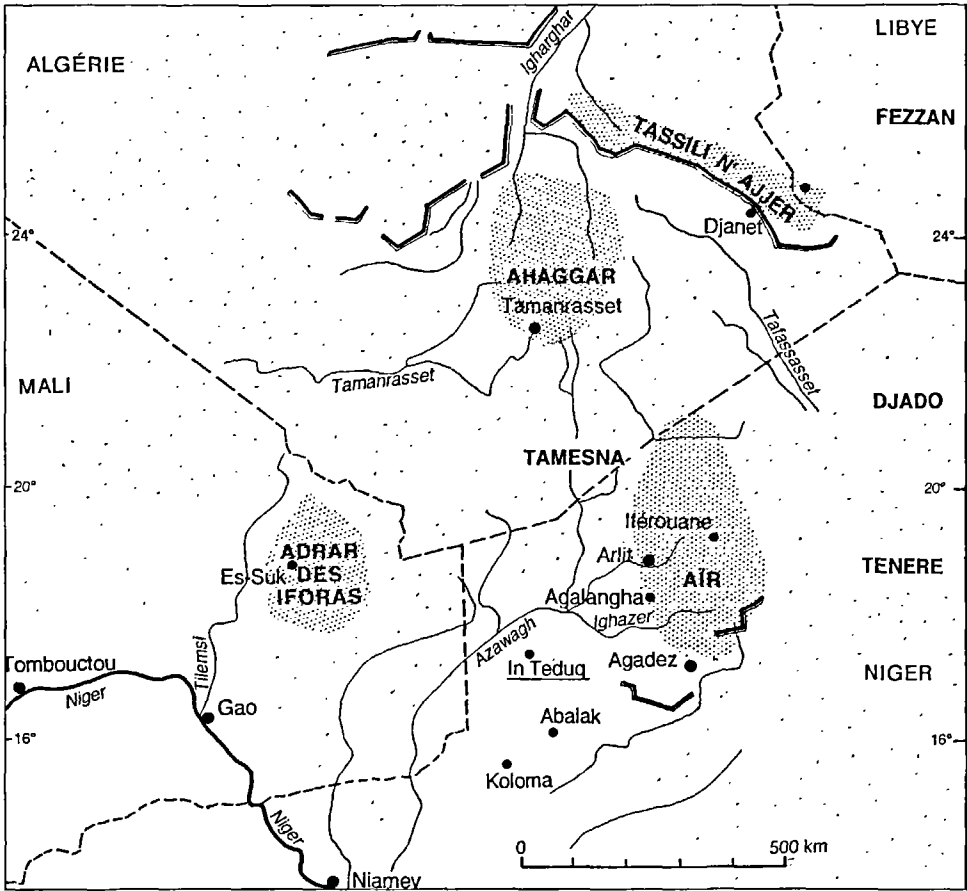 LIBYE
ALGÉRIE
Igharghar
FEZZAN
TASSILI N' AJJER
Djanet
24°
24°
AHAGGAR
Tamanrasset
Tafassasset
Tamanrasset
MALI
DJADO
TAMESNA
20°
20°
Iférouane
ADRAR
DES
IFORAS
Es-Suk
Arlit
AÏR
TENERE
Agalangha
Ighazer
Azawagh
Tilemsi
Tombouctou
In Teduq
Agadez
NIGER
Niger
Gao
Abalak
16°
16°
Koloma
Niger
0
500 km
Niamey